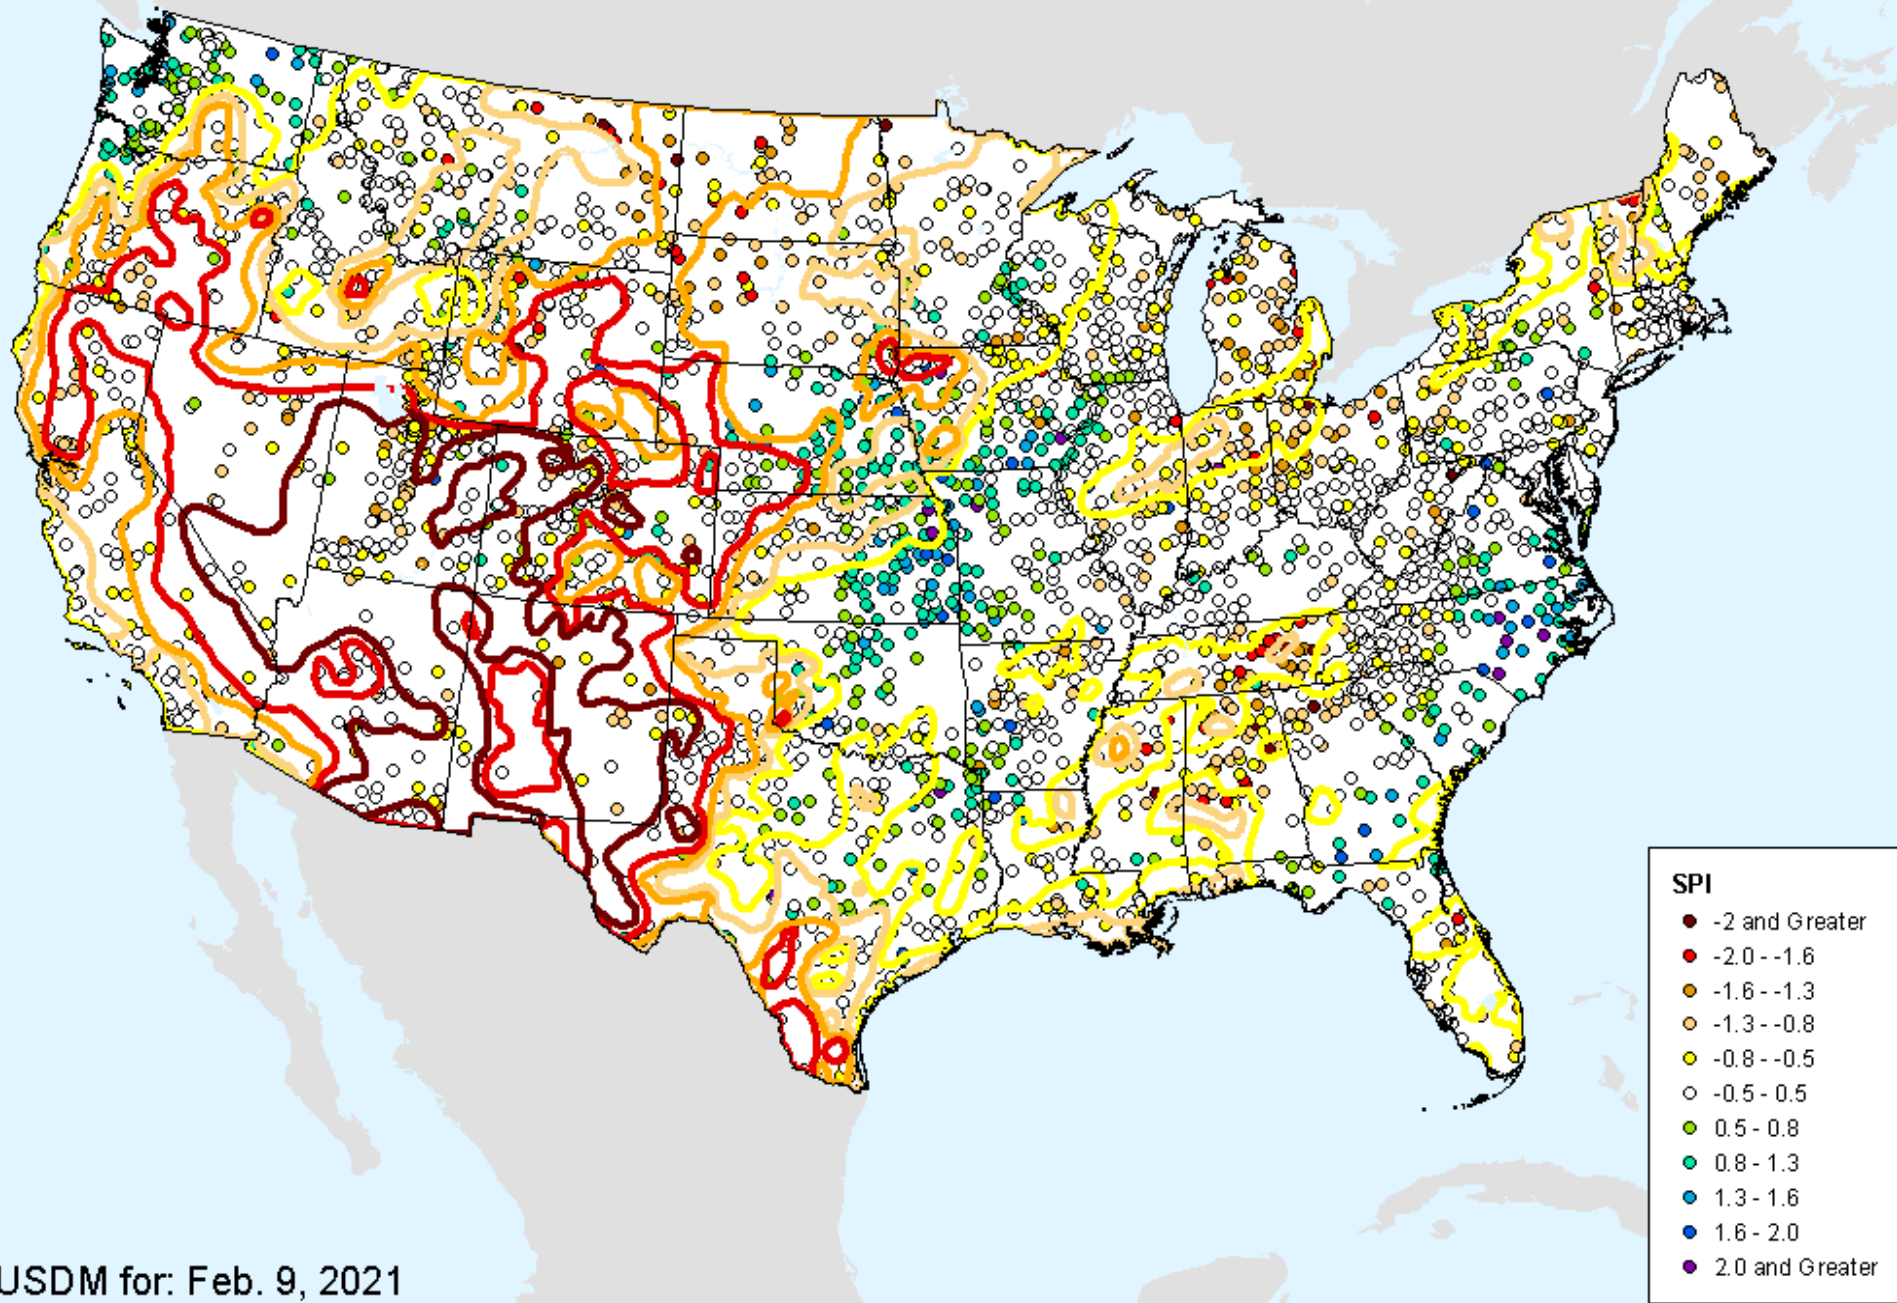 SPI
-2 and Greater
-2.0 - -1.6
-1.6 - -1.3
-1.3 - -0.8
-0.8 - -0.5
-0.5 - 0.5
0.5 - 0.8
0.8 - 1.3
1.3 - 1.6
1.6 - 2.0
2.0 and Greater
USDM for: Feb. 9, 2021